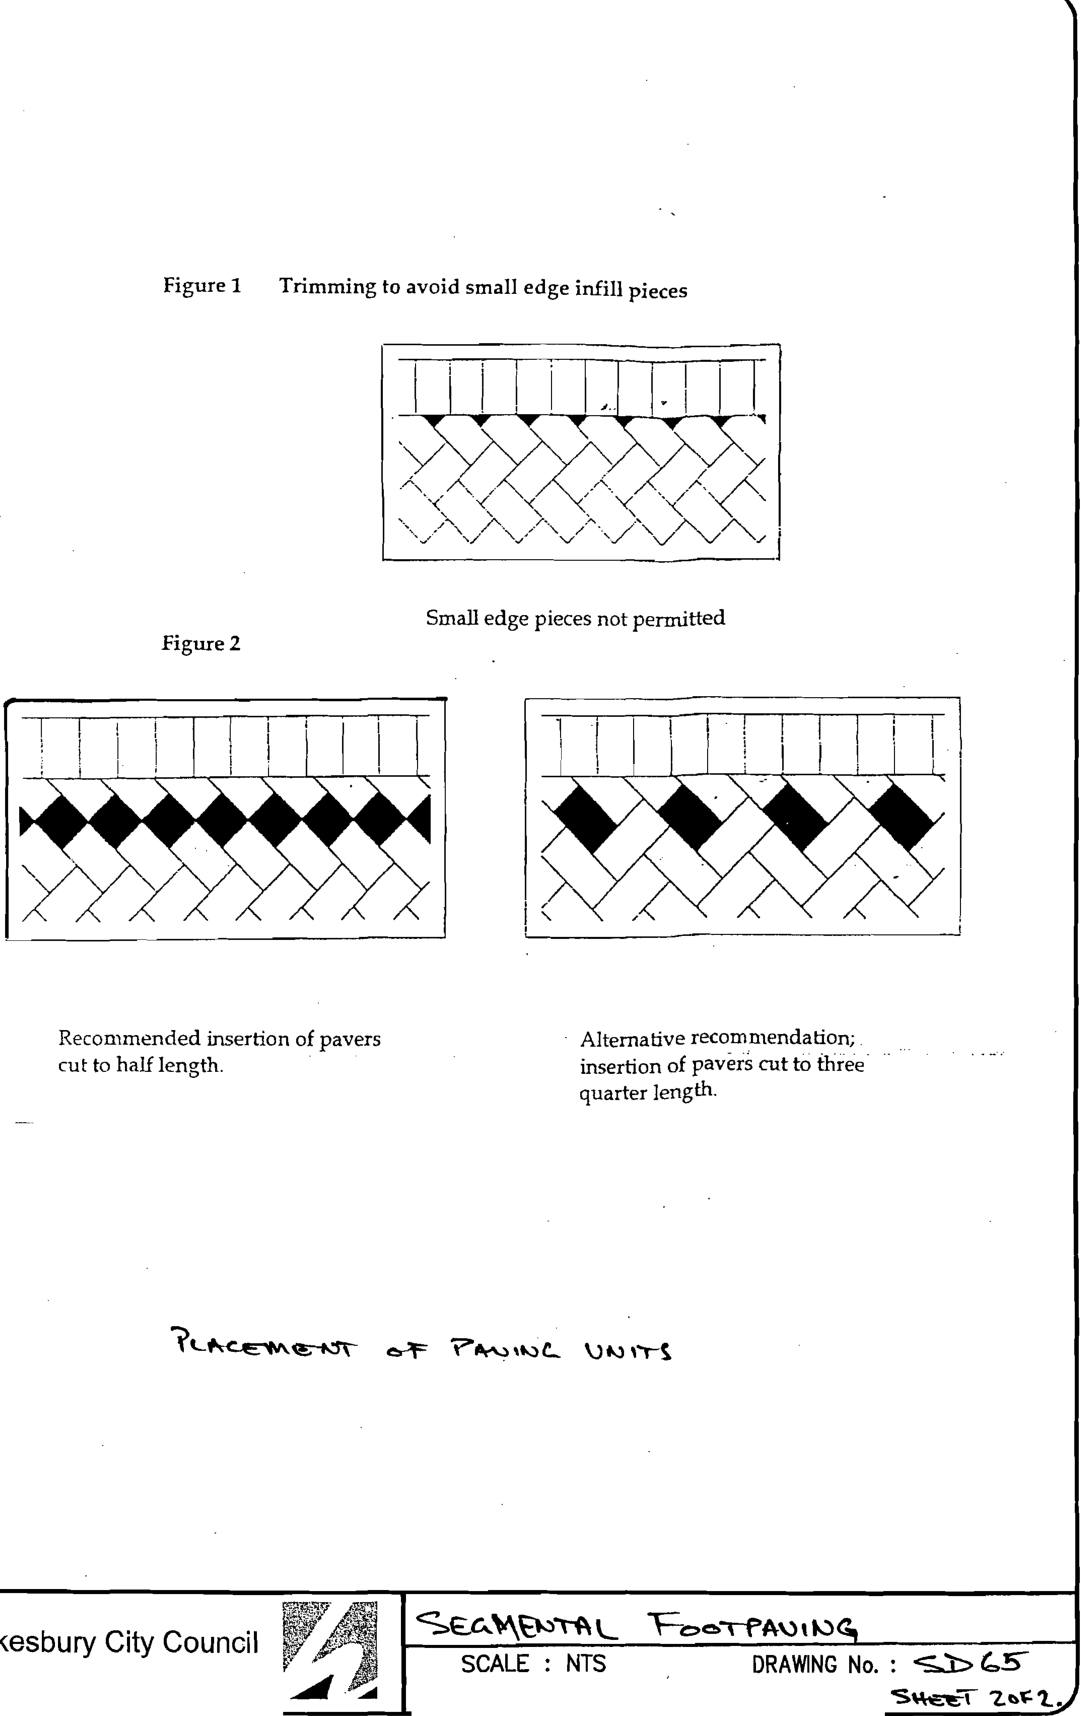 Figure 1 Trimming to avoid small edge infill pieces
Small edge pieces not permitted
Figure 2
Recommended insertion of pavers
cut to half length.
Alternative recommendation;
insertion of pavers cut to three
quarter length.
PLACEMENT OF PAVING UNITS
kesbury City Council
SEGMENTAL FOOTPAVING
SCALE : NTS
DRAWING No. : SD65
SHEET 2 OF 2.